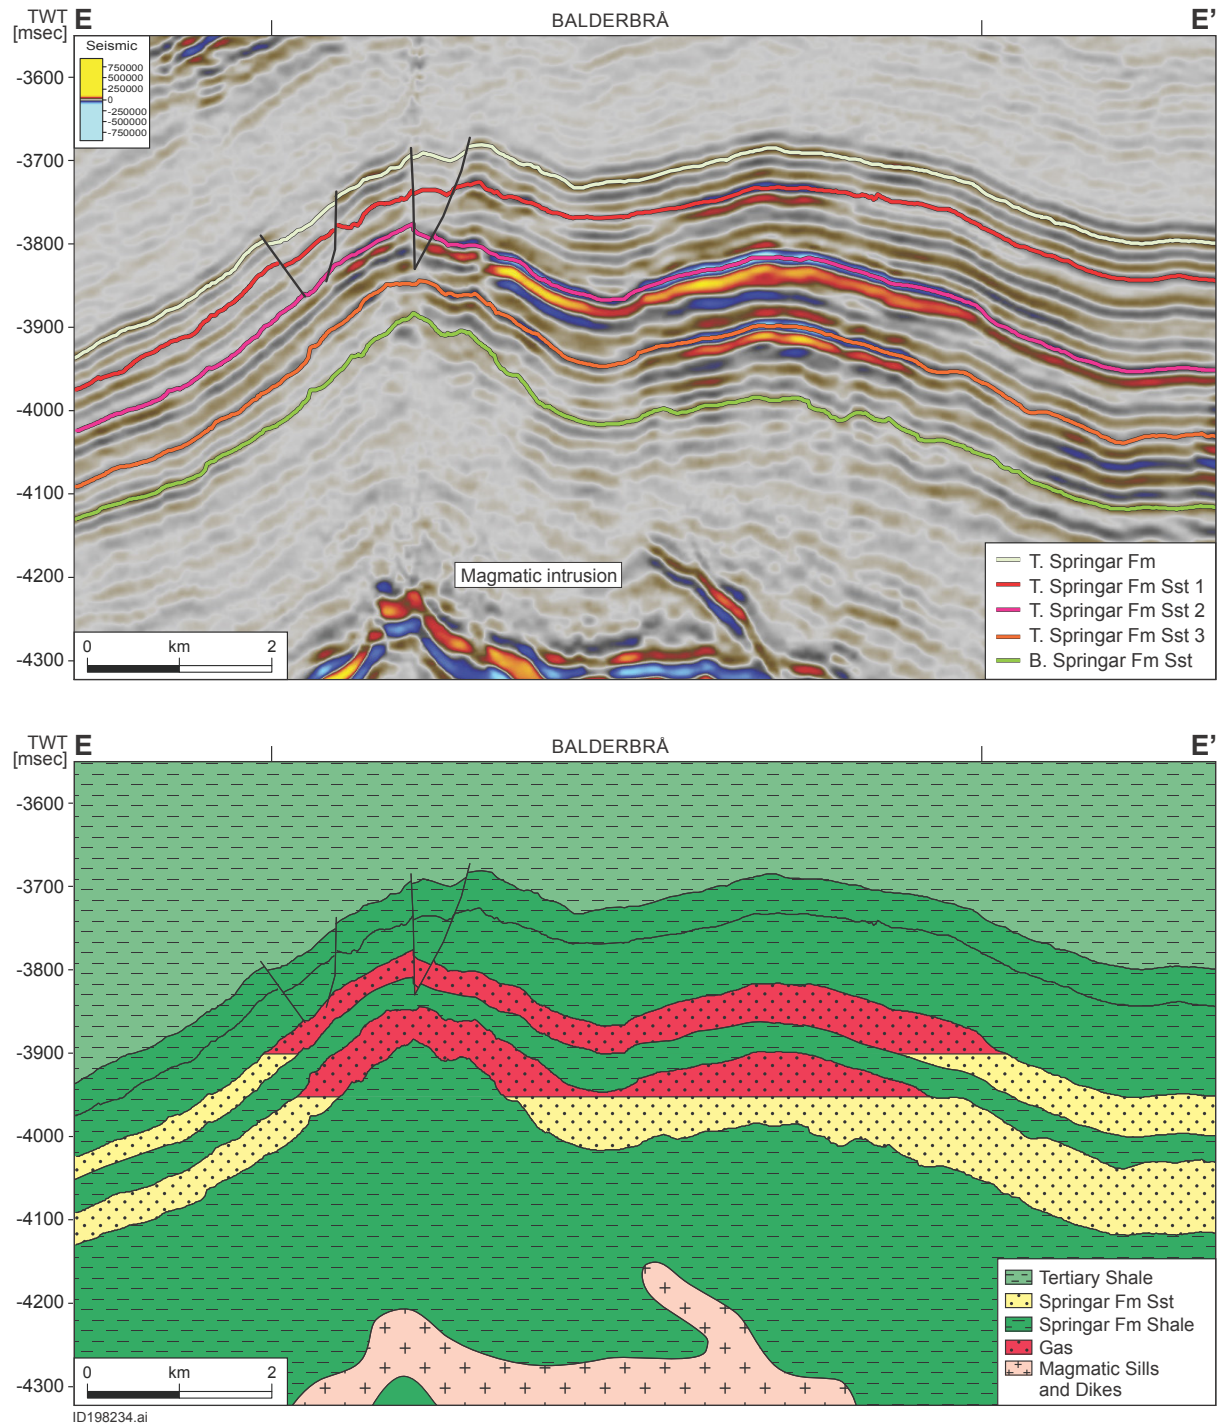 TWT
[msec]
E
BALDERBRÅ
E'
Seismic
750000
500000
250000
0
-250000
-500000
-750000
-3600
-3700
-3800
-3900
-4000
-4100
-4200
-4300
Magmatic intrusion
0 km 2
T. Springar Fm
T. Springar Fm Sst 1
T. Springar Fm Sst 2
T. Springar Fm Sst 3
B. Springar Fm Sst
TWT
[msec]
E
BALDERBRÅ
E'
-3600
-3700
-3800
-3900
-4000
-4100
-4200
-4300
0 km 2
Tertiary Shale
Springar Fm Sst
Springar Fm Shale
Gas
Magmatic Sills
and Dikes
ID198234.ai